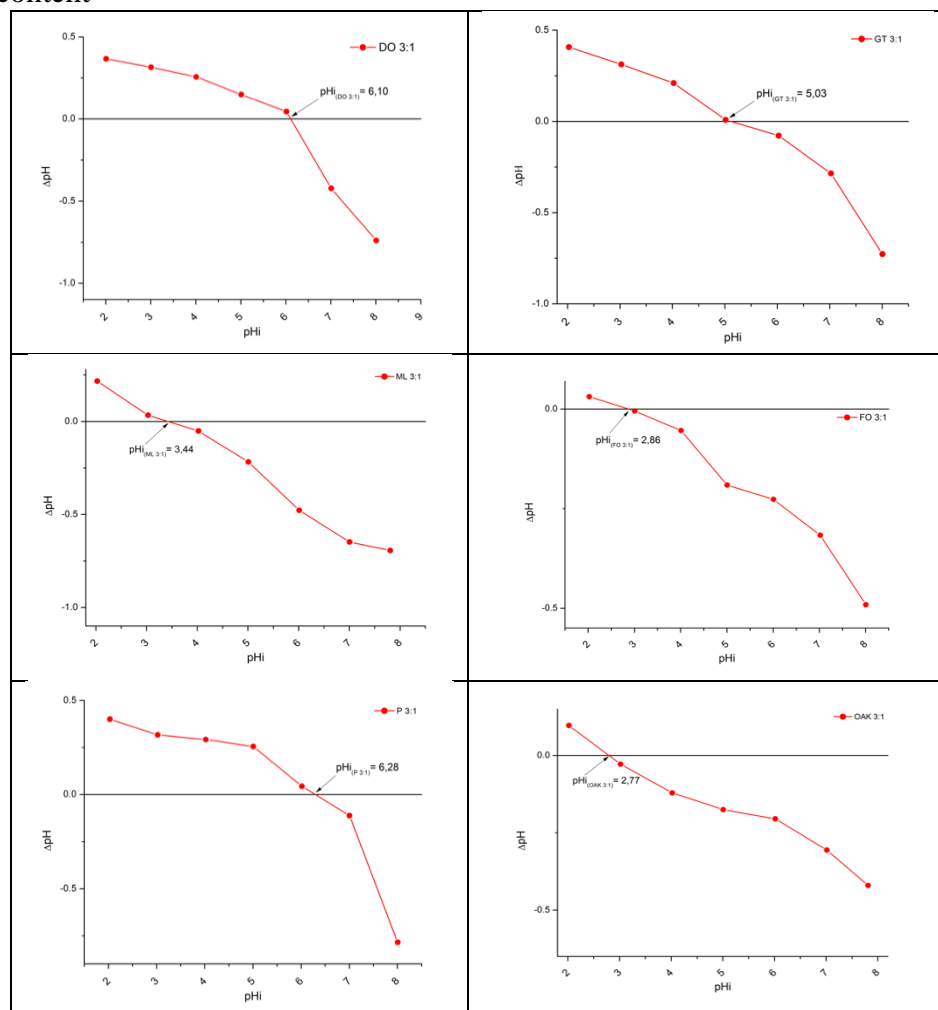 content
DO 3:1
pHi(DO 3:1)= 6,10
0.5
0.0
-0.5
-1.0
ΔpH
2 3 4 5 6 7 8 9
pHi
GT 3:1
pHi(GT 3:1)= 5,03
0.5
0.0
-0.5
-1.0
ΔpH
2 3 4 5 6 7 8
pHi
ML 3:1
pHi(ML 3:1)= 3,44
0.0
-0.5
-1.0
ΔpH
2 3 4 5 6 7 8
pHi
FO 3:1
pHi(FO 3:1)= 2,86
0.0
-0.5
ΔpH
2 3 4 5 6 7 8
pHi
P 3:1
pHi(P 3:1)= 6,28
0.5
0.0
-0.5
ΔpH
2 3 4 5 6 7 8
pHi
OAK 3:1
pHi(OAK 3:1)= 2,77
0.0
-0.5
ΔpH
2 3 4 5 6 7 8
pHi